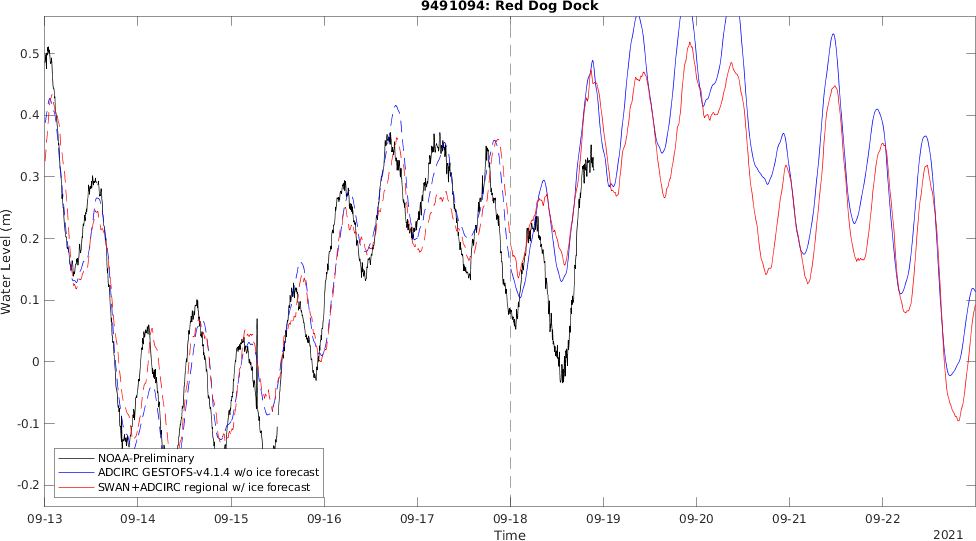 9491094: Red Dog Dock
Water Level (m)
0.5
0.4
0.3
0.2
0.1
0
-0.1
-0.2
NOAA-Preliminary
ADCIRC GESTOFS-v4.1.4 w/o ice forecast
SWAN+ADCIRC regional w/ ice forecast
09-13 09-14 09-15 09-16 09-17 09-18 09-19 09-20 09-21 09-22
Time
2021